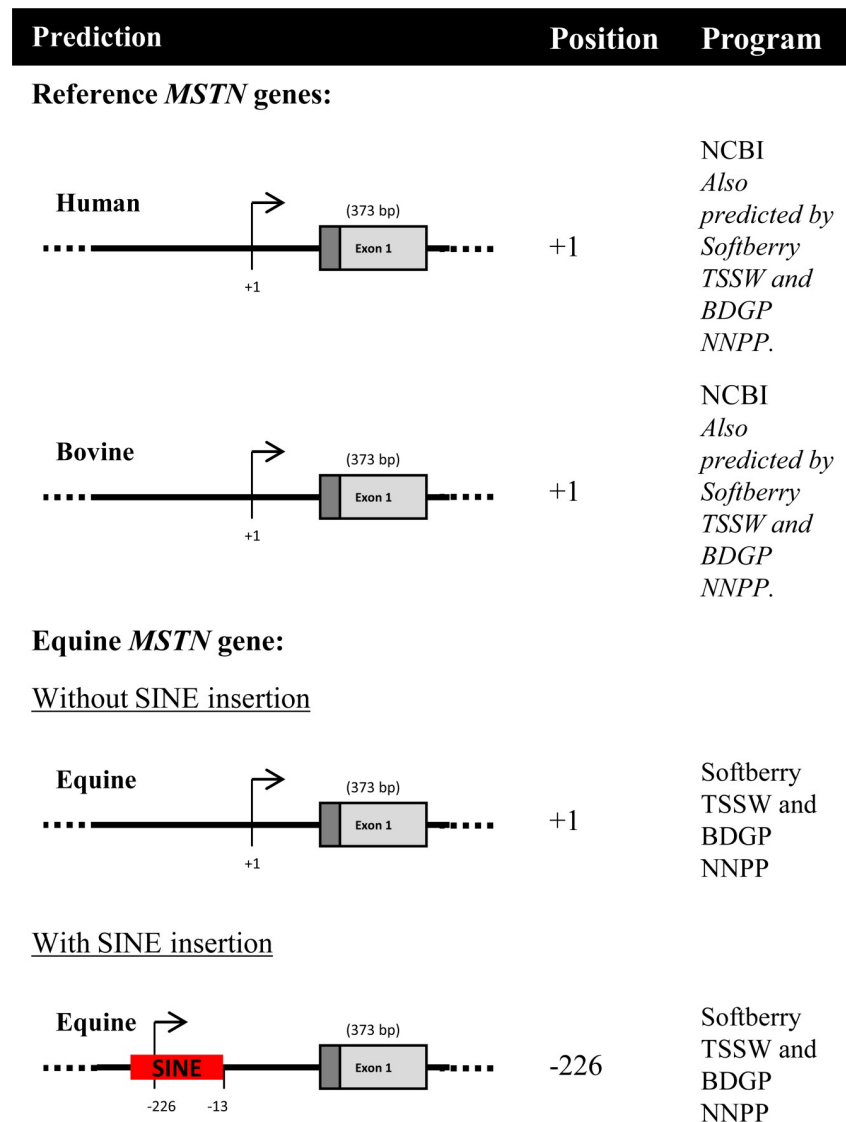 Prediction Position Program
Reference MSTN genes:
Human
(373 bp)
Exon 1
+1
+1
NCBI
Also
predicted by
Softberry
TSSW and
BDGP
NNPP.
Bovine
(373 bp)
Exon 1
+1
+1
NCBI
Also
predicted by
Softberry
TSSW and
BDGP
NNPP.
Equine MSTN gene:
Without SINE insertion
Equine
(373 bp)
Exon 1
+1
+1
Softberry
TSSW and
BDGP
NNPP
With SINE insertion
Equine
(373 bp)
SINE
Exon 1
-226 -13
-226
Softberry
TSSW and
BDGP
NNPP